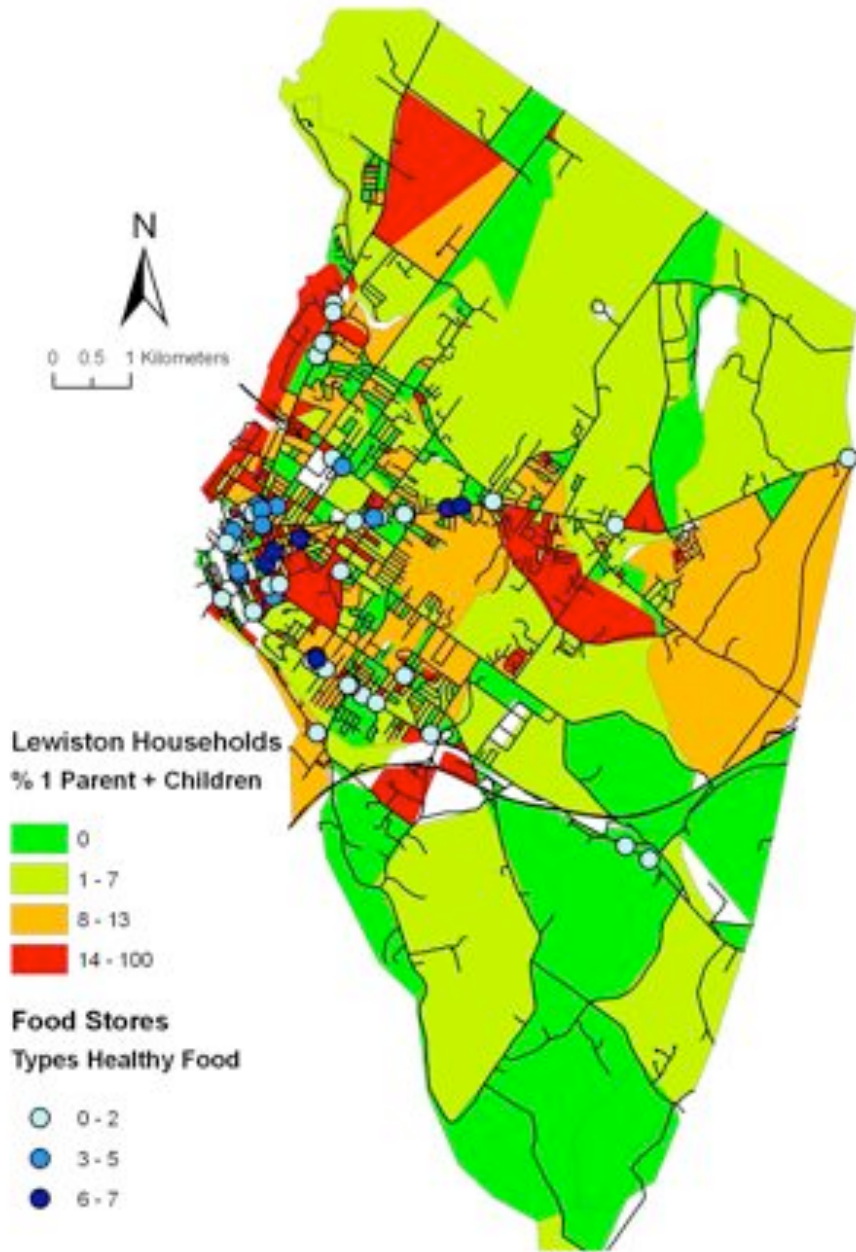 N
0 0.5 1 Kilometers
Lewiston Households
% 1 Parent + Children
0
1 - 7
8 - 13
14 - 100
Food Stores
Types Healthy Food
0 - 2
3 - 5
6 - 7